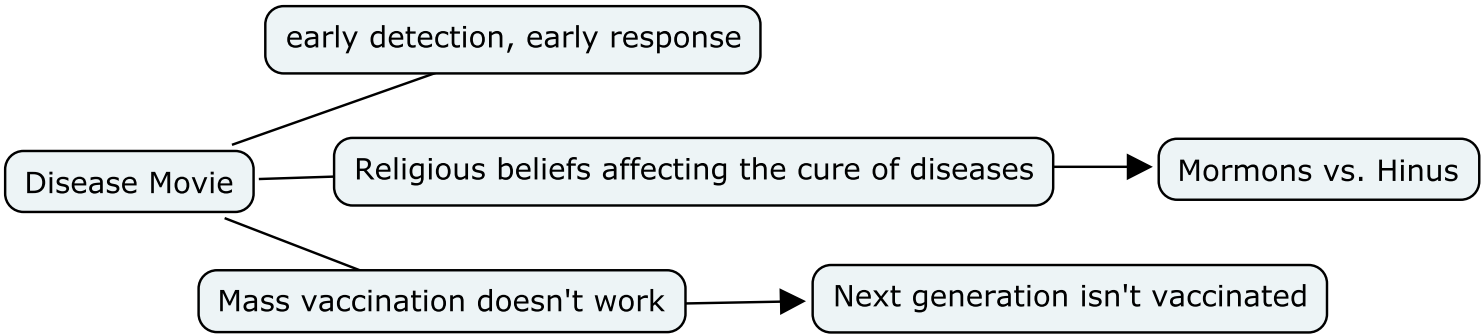 early detection, early response
Disease Movie
Religious beliefs affecting the cure of diseases
Mormons vs. Hinus
Mass vaccination doesn't work
Next generation isn't vaccinated